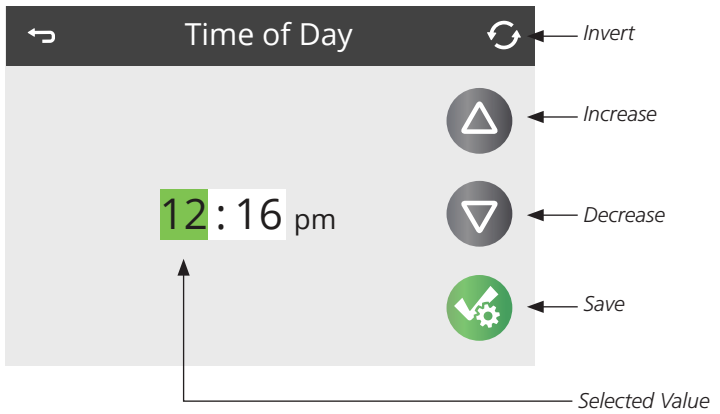 Time of Day
Invert
Increase
12 : 16 pm
Decrease
Save
Selected Value